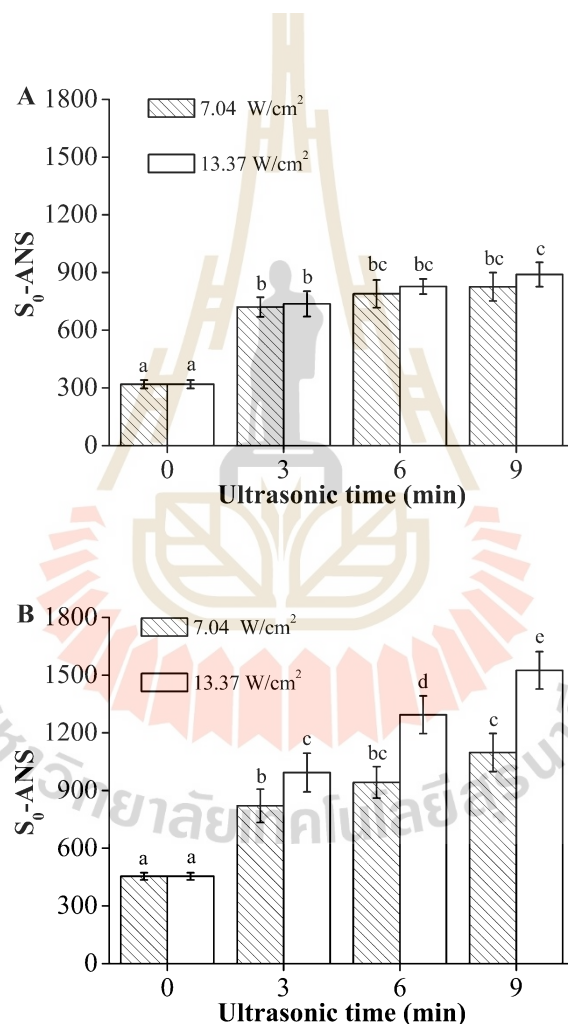 A
1800
7.04 W/cm²
1500
13.37 W/cm²
1200
S₀-ANS
900
600
300
0
a a b b bc bc bc c
0 3 6 9
Ultrasonic time (min)
B
1800
7.04 W/cm²
1500
13.37 W/cm²
1200
S₀-ANS
900
600
300
0
a a b c bc d c e
0 3 6 9
Ultrasonic time (min)